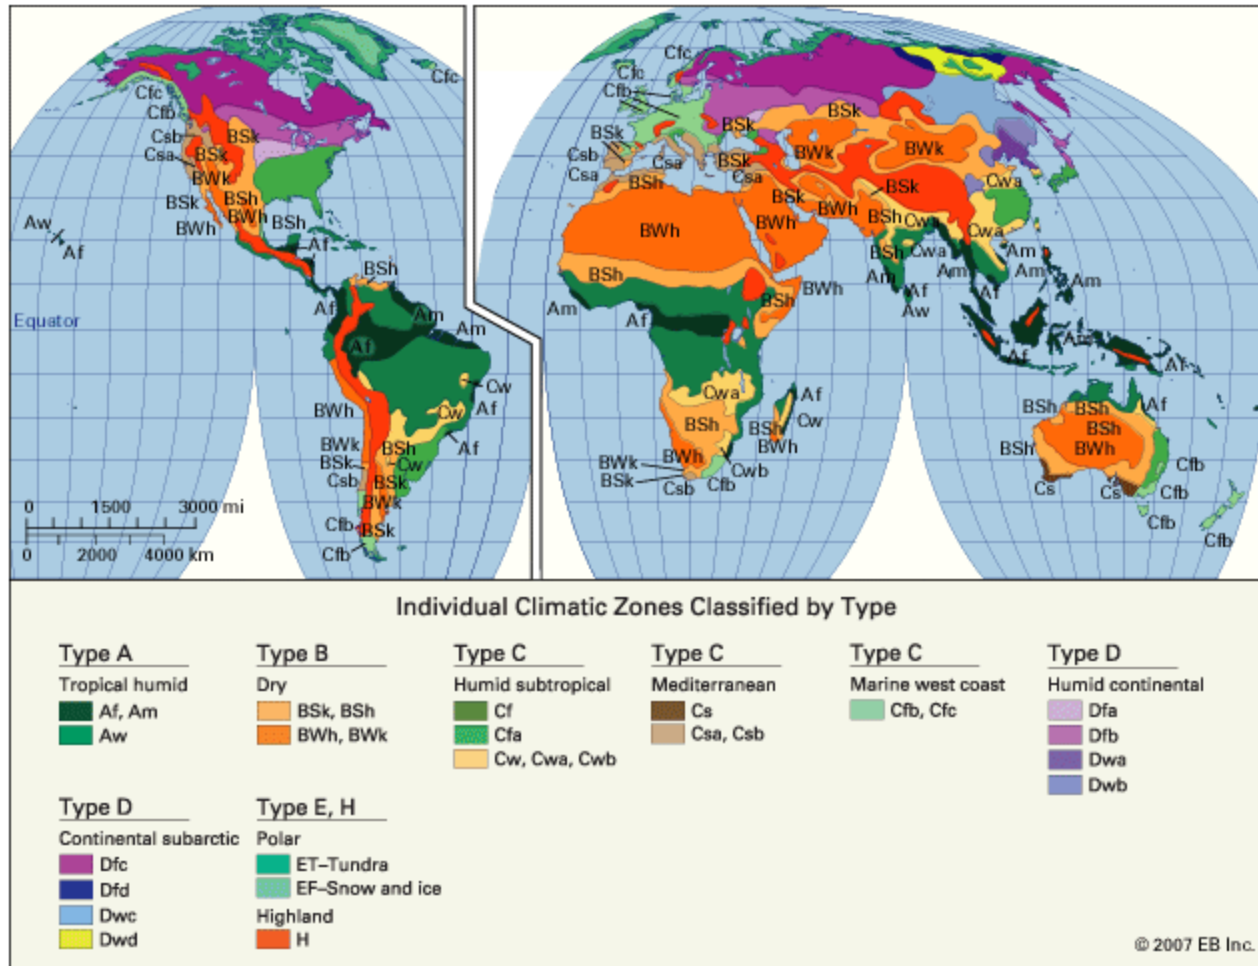 Cfc
Cfc
Cfb
Csb
BSk
Csa
BSk
BWk
BSk
BSh
BWh
BWh
BSh
Aw
Af
Af
BSh
Af
Am
Am
Equator
Af
Cw
BWh
Cw
Af
Af
BWk
BSh
BSk
Cw
Csb
BSk
BWk
Cfb
BSk
Cfb
0 1500 3000 mi
0 2000 4000 km
Cfc
Cfc
Cfb
BSk
Csb
Csa
Csa
BSh
BSk
BSk
Csa
BSk
BWk
BWk
BSk
BSk
Cwa
BWh
BWh
BWh
BSh
Cwa
Cwa
BSh
Cwa
Am
Am
Am
Am
Am
Af
Aw
Af
BSh
BSh
BWh
Am
Af
Af
Am
Af
Cwa
Af
BSh
BSh
Cw
BWh
BWh
Cwb
BWk
BSk
Csb
Cfb
BSh
BSh
Af
BSh
BSh
BWh
Cfb
Cs
Cs
Cfb
Cfb
Cfb
Individual Climatic Zones Classified by Type
Type A
Tropical humid
Af, Am
Aw
Type B
Dry
BSk, BSh
BWh, BWk
Type C
Humid subtropical
Cf
Cfa
Cw, Cwa, Cwb
Type C
Mediterranean
Cs
Csa, Csb
Type C
Marine west coast
Cfb, Cfc
Type D
Humid continental
Dfa
Dfb
Dwa
Dwb
Type D
Continental subarctic
Dfc
Dfd
Dwc
Dwd
Type E, H
Polar
ET–Tundra
EF–Snow and ice
Highland
H
© 2007 EB Inc.